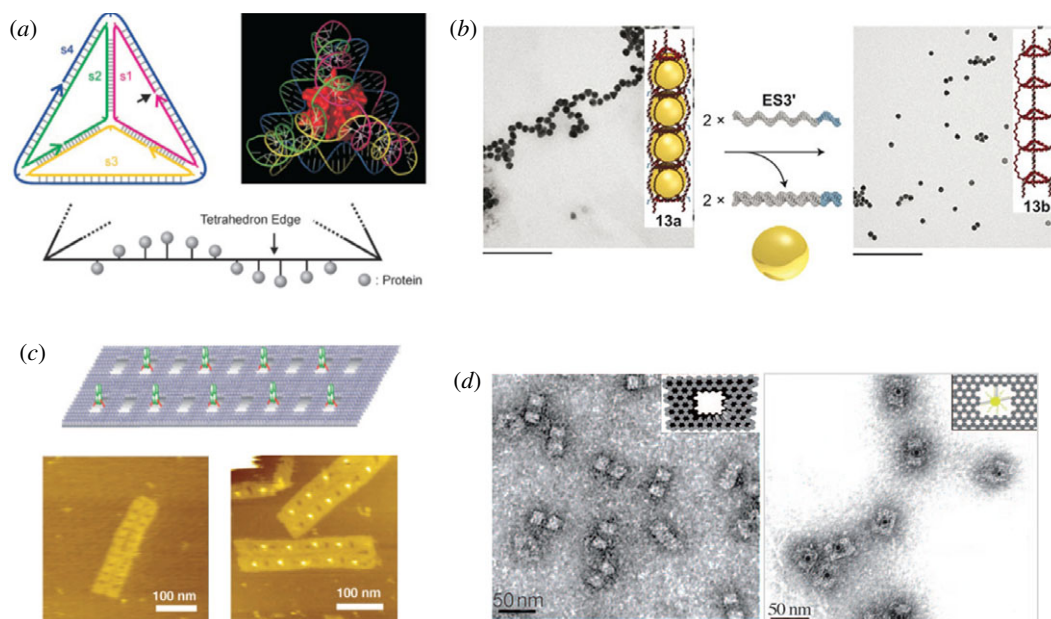 (a)
s4
s2
s1
s3
Tetrahedron Edge
: Protein
(b)
13a
ES3'
2 ×
2 ×
13b
(c)
100 nm
100 nm
(d)
50 nm
50 nm